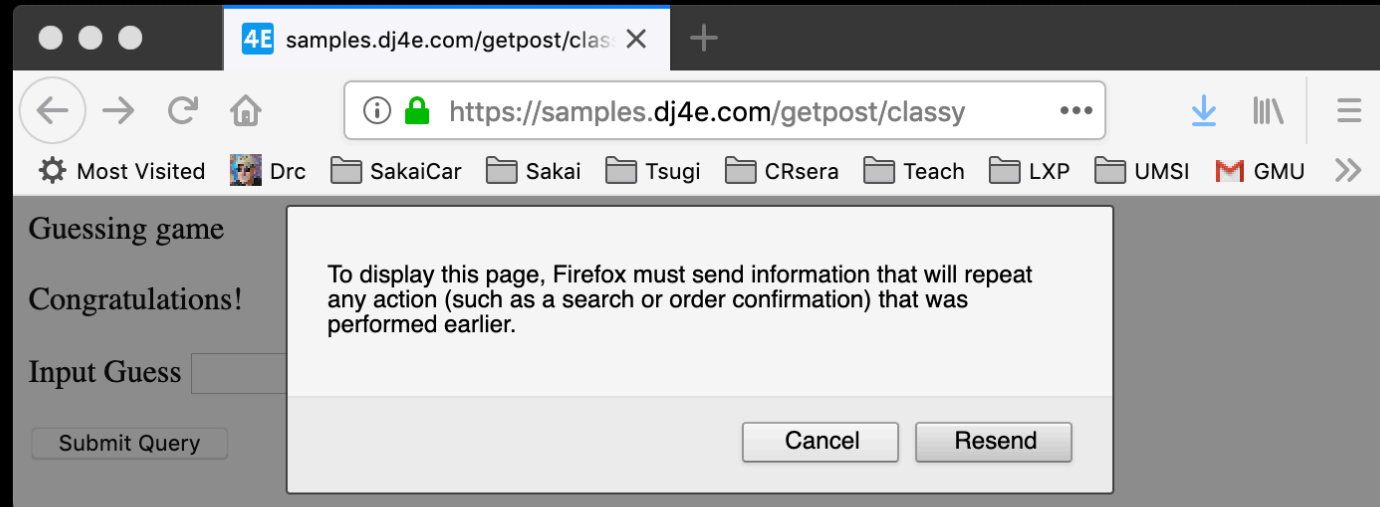 4E samples.dj4e.com/getpost/clas
https://samples.dj4e.com/getpost/classy
Most Visited Drc SakaiCar Sakai Tsugi CRsera Teach LXP UMSI GMU
Guessing game
Congratulations!
Input Guess
Submit Query
To display this page, Firefox must send information that will repeat
any action (such as a search or order confirmation) that was
performed earlier.
Cancel Resend